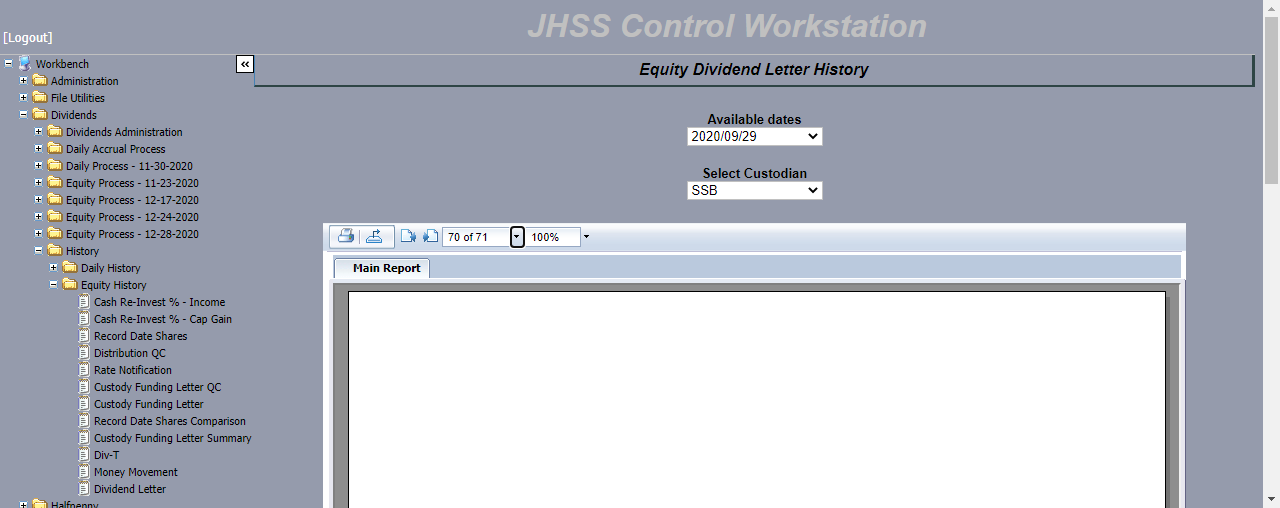 JHSS Control Workstation
[Logout]
Workbench
«
Equity Dividend Letter History
Administration
File Utilities
Dividends
Dividends Administration
Daily Accrual Process
Daily Process - 11-30-2020
Equity Process - 11-23-2020
Equity Process - 12-17-2020
Equity Process - 12-24-2020
Equity Process - 12-28-2020
History
Daily History
Equity History
Cash Re-Invest % - Income
Cash Re-Invest % - Cap Gain
Record Date Shares
Distribution QC
Rate Notification
Custody Funding Letter QC
Custody Funding Letter
Record Date Shares Comparison
Custody Funding Letter Summary
Div-T
Money Movement
Dividend Letter
Halfpenny
Available dates
2020/09/29
Select Custodian
SSB
70 of 71
100%
Main Report